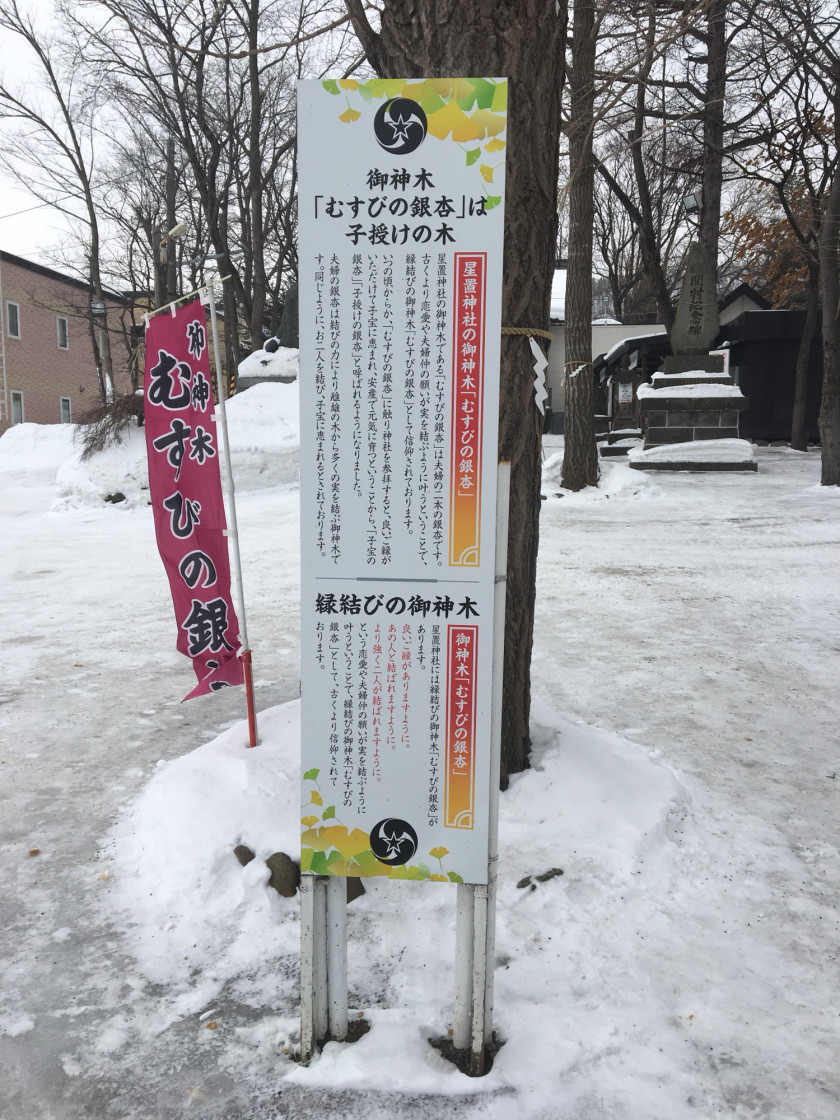 御神木
「むすびの銀杏」は
子授けの木
星置神社の御神木「むすびの銀杏」
星置神社の御神木である「むすびの銀杏」は夫婦の二本の銀杏です。
古くより恋愛や夫婦仲の願いが実を結ぶように叶うということで、
縁結びの御神木「むすびの銀杏」として信仰されております。
いつの頃からか、「むすびの銀杏」に触り神社を参拝すると、良いご縁が
いただけて子宝に恵まれ、安産で元気に育つということから、「子宝の
銀杏」「子授けの銀杏」と呼ばれるようになりました。
夫婦の銀杏は結びの力により雌雄の木から多くの実を結ぶ御神木で
す。同じように、お二人を結び、子宝に恵まれるとされております。
縁結びの御神木
御神木「むすびの銀杏」
星置神社には縁結びの御神木「むすびの銀杏」が
あります。
良いご縁がありますように。
あの人と結ばれますように。
より強く二人が結ばれますように。
という恋愛や夫婦仲の願いが実を結ぶように
叶うということで、縁結びの御神木「むすびの
銀杏」として、古くより信仰されて
おります。
御神木
むすびの銀
開村記念碑